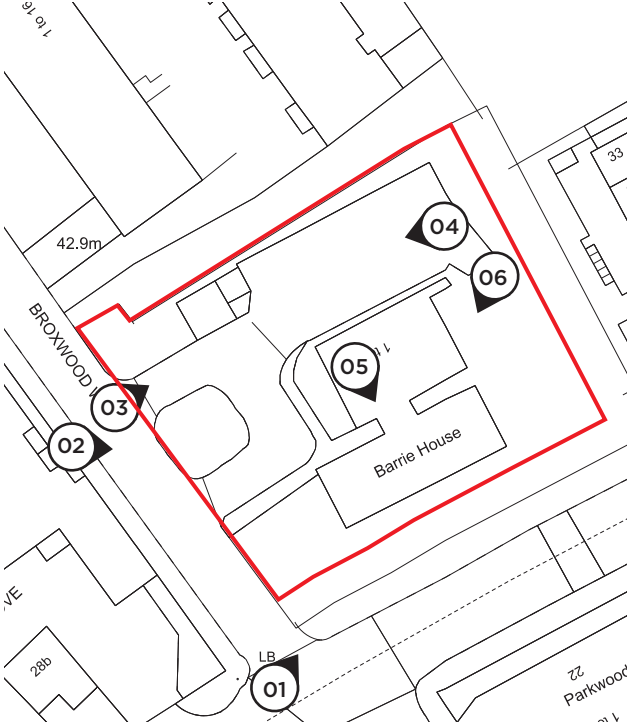 1 to 16
33
04
42.9m
06
BROXWOOD W
05
03
02
Barrie House
VE
28b
LB
01
22
Parkwood